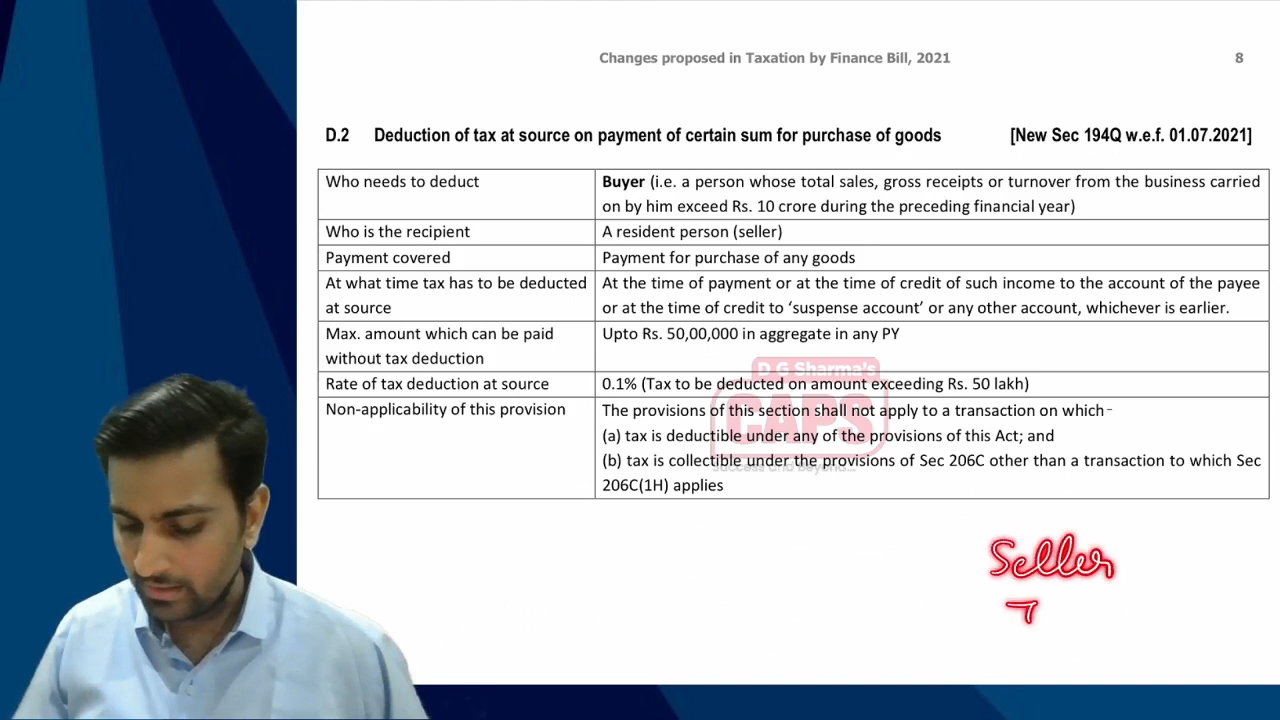 Changes proposed in Taxation by Finance Bill, 2021 8
D.2 Deduction of tax at source on payment of certain sum for purchase of goods [New Sec 194Q w.e.f. 01.07.2021]
Who needs to deduct
Buyer (i.e. a person whose total sales, gross receipts or turnover from the business carried
on by him exceed Rs. 10 crore during the preceding financial year)
Who is the recipient
A resident person (seller)
Payment covered
Payment for purchase of any goods
At what time tax has to be deducted
at source
At the time of payment or at the time of credit of such income to the account of the payee
or at the time of credit to ‘suspense account’ or any other account, whichever is earlier.
Max. amount which can be paid
without tax deduction
Upto Rs. 50,00,000 in aggregate in any PY
Rate of tax deduction at source
0.1% (Tax to be deducted on amount exceeding Rs. 50 lakh)
Non-applicability of this provision
The provisions of this section shall not apply to a transaction on which-
(a) tax is deductible under any of the provisions of this Act; and
(b) tax is collectible under the provisions of Sec 206C other than a transaction to which Sec
206C(1H) applies
D G Sharma's
CAPS
success and beyond...
Seller
T